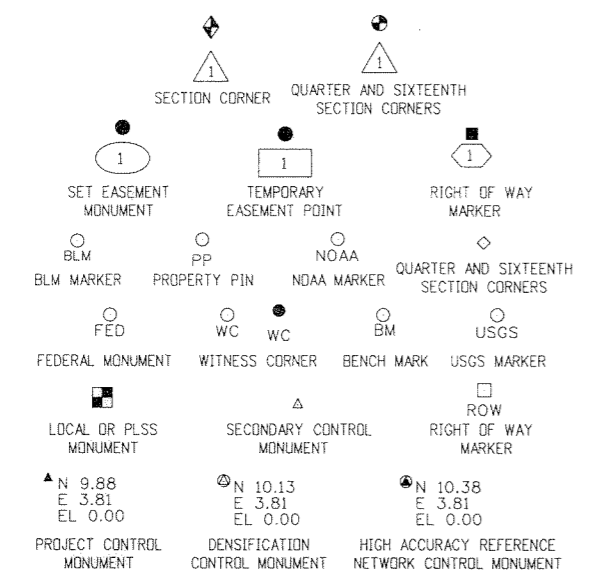 1
1
SECTION CORNER
QUARTER AND SIXTEENTH
SECTION CORNERS
1
1
1
SET EASEMENT
MONUMENT
TEMPORARY
EASEMENT POINT
RIGHT OF WAY
MARKER
BLM
PP
NOAA
BLM MARKER
PROPERTY PIN
NOAA MARKER
QUARTER AND SIXTEENTH
SECTION CORNERS
FED
WC
WC
BM
USGS
FEDERAL MONUMENT
WITNESS CORNER
BENCH MARK
USGS MARKER
ROW
LOCAL OR PLSS
MONUMENT
SECONDARY CONTROL
MONUMENT
RIGHT OF WAY
MARKER
N 9.88
E 3.81
EL 0.00
N 10.13
E 3.81
EL 0.00
N 10.38
E 3.81
EL 0.00
PROJECT CONTROL
MONUMENT
DENSIFICATION
CONTROL MONUMENT
HIGH ACCURACY REFERENCE
NETWORK CONTROL MONUMENT